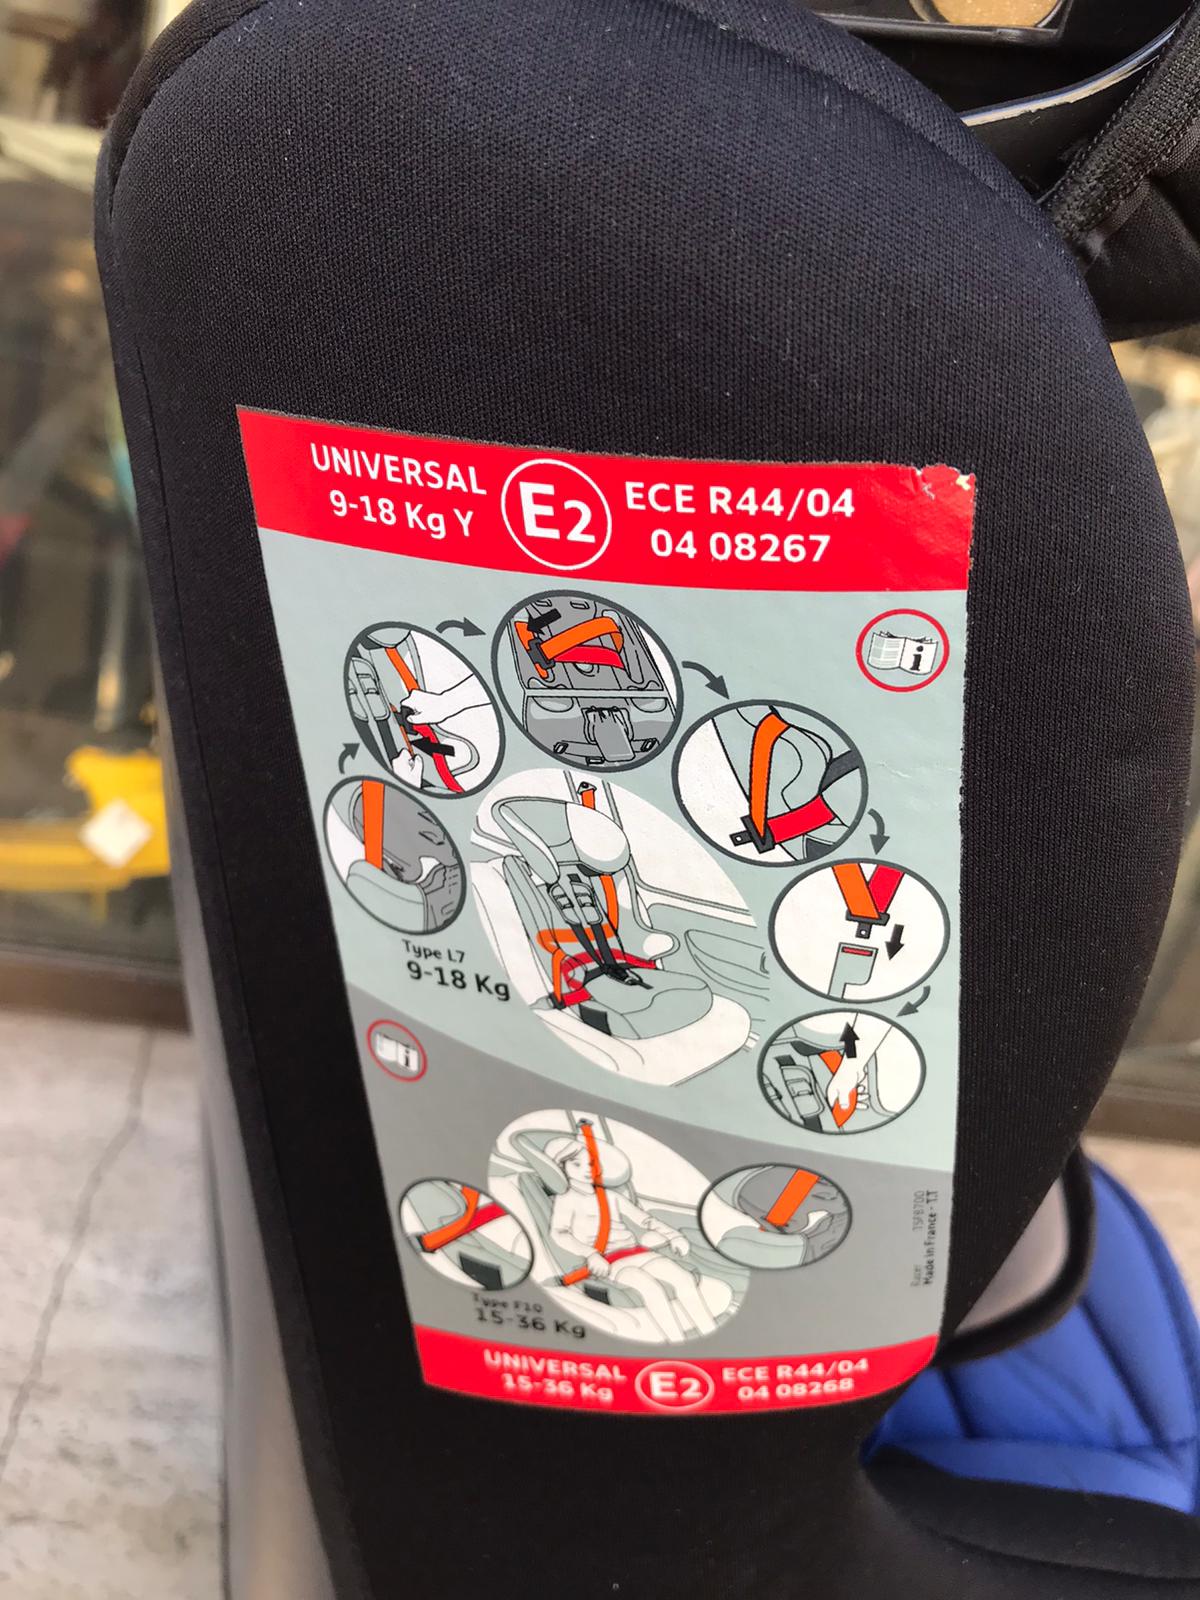 UNIVERSAL
9-18 Kg Y
E2
ECE R44/04
04 08267
i
Type L7
9-18 Kg
i
Type F10
15-36 Kg
Racer
Made in France - T.T
UNIVERSAL
15-36 Kg
E2
ECE R44/04
04 08268